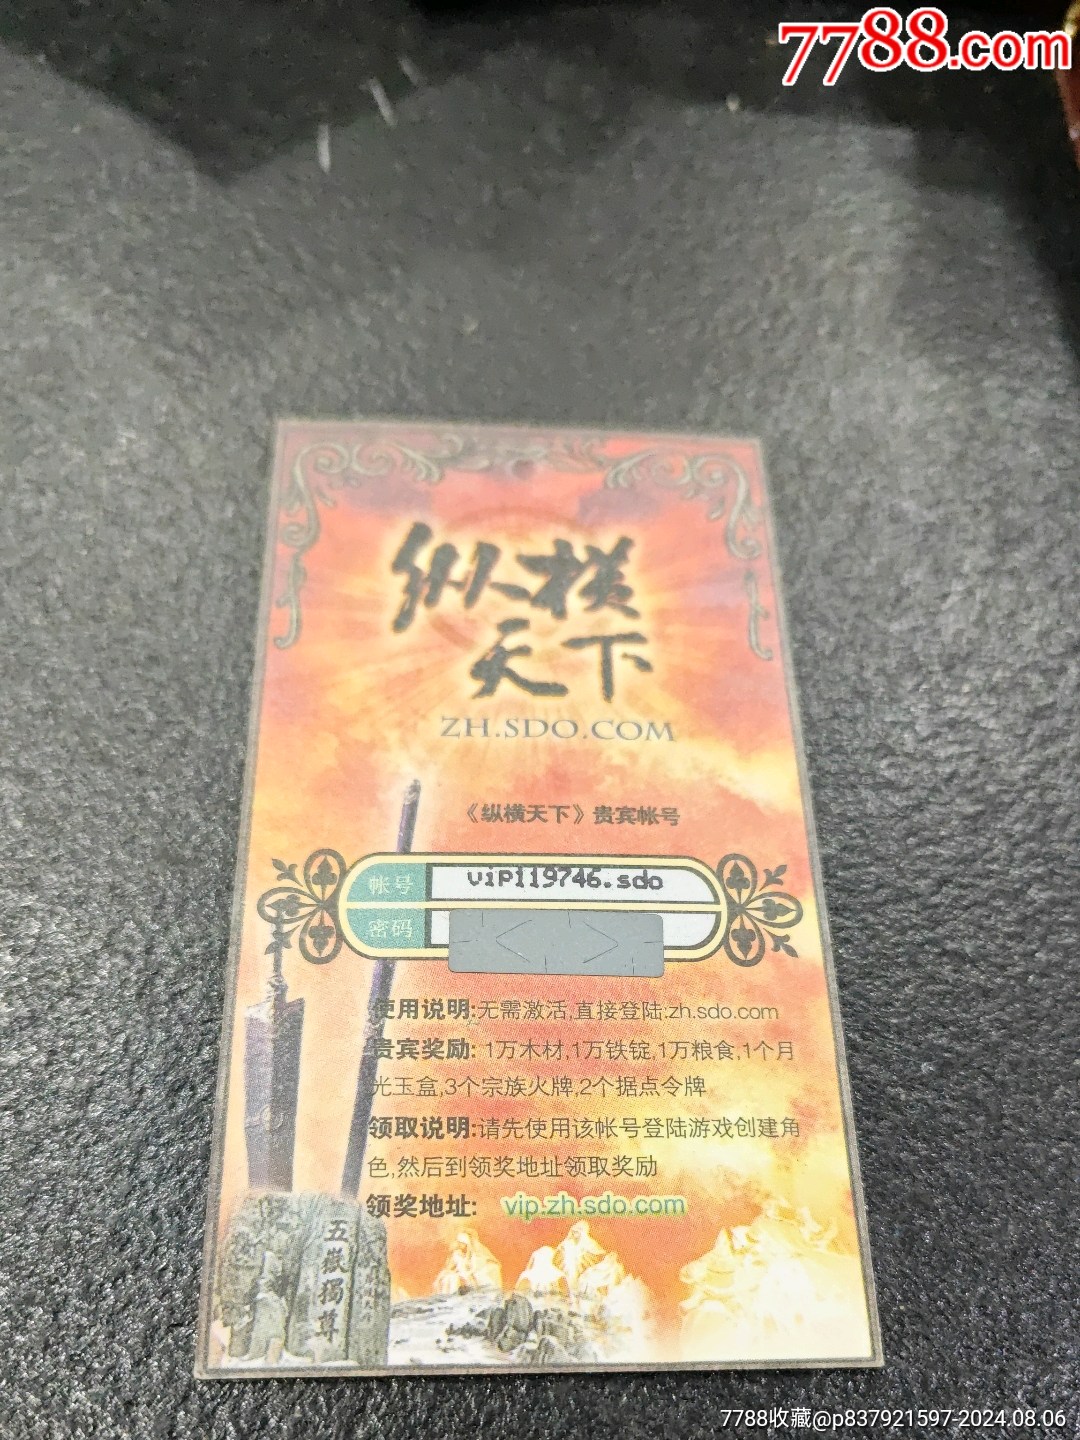 7788.com
纵横
天下
ZH.SDO.COM
《纵横天下》贵宾帐号
帐号 vip119746.sdo
密码
使用说明:无需激活,直接登陆:zh.sdo.com
贵宾奖励: 1万木材,1万铁锭,1万粮食,1个月
光玉盒,3个宗族火牌,2个据点令牌
领取说明:请先使用该帐号登陆游戏创建角
色,然后到领奖地址领取奖励
领奖地址: vip.zh.sdo.com
五嶽獨尊
7788收藏@p837921597-2024.08.06